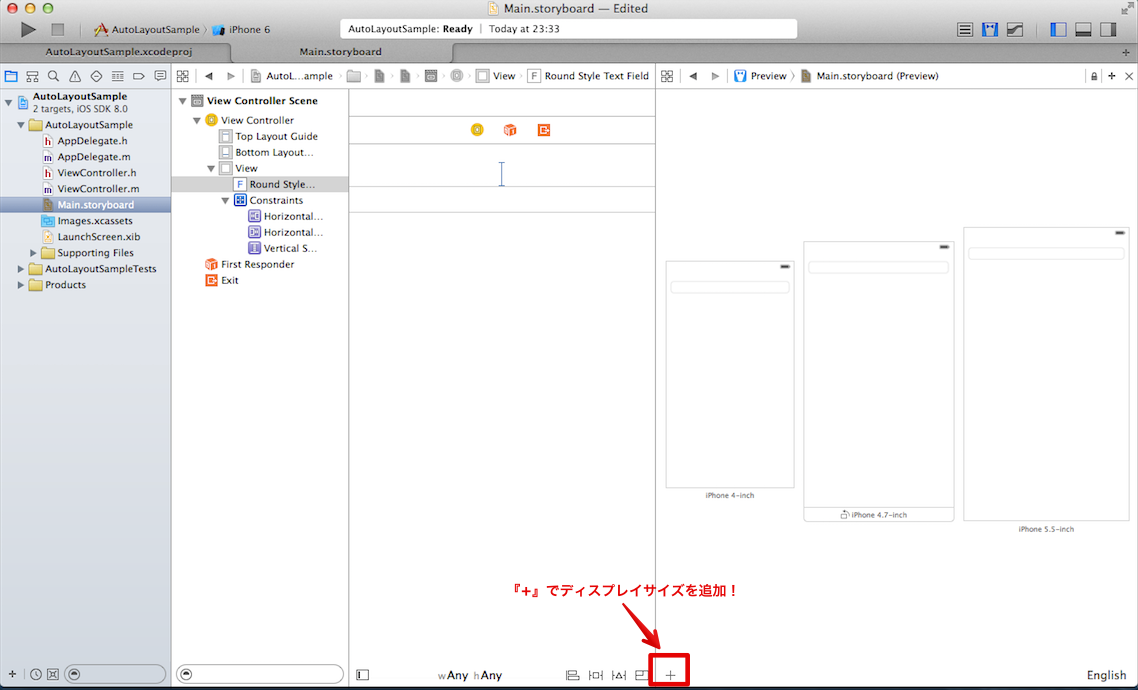 Main.storyboard — Edited
AutoLayoutSample
iPhone 6
AutoLayoutSample: Ready
Today at 23:33
AutoLayoutSample.xcodeproj
Main.storyboard
AutoL...ample
View
F
Round Style Text Field
Preview
Main.storyboard (Preview)
AutoLayoutSample
2 targets, iOS SDK 8.0
AutoLayoutSample
h AppDelegate.h
m AppDelegate.m
h ViewController.h
m ViewController.m
Main.storyboard
Images.xcassets
LaunchScreen.xib
Supporting Files
AutoLayoutSampleTests
Products
View Controller Scene
View Controller
Top Layout Guide
Bottom Layout...
View
F Round Style...
Constraints
Horizontal...
Horizontal...
Vertical S...
First Responder
Exit
iPhone 4-inch
iPhone 4.7-inch
iPhone 5.5-inch
『+』でディスプレイサイズを追加！
wAny hAny
+
English